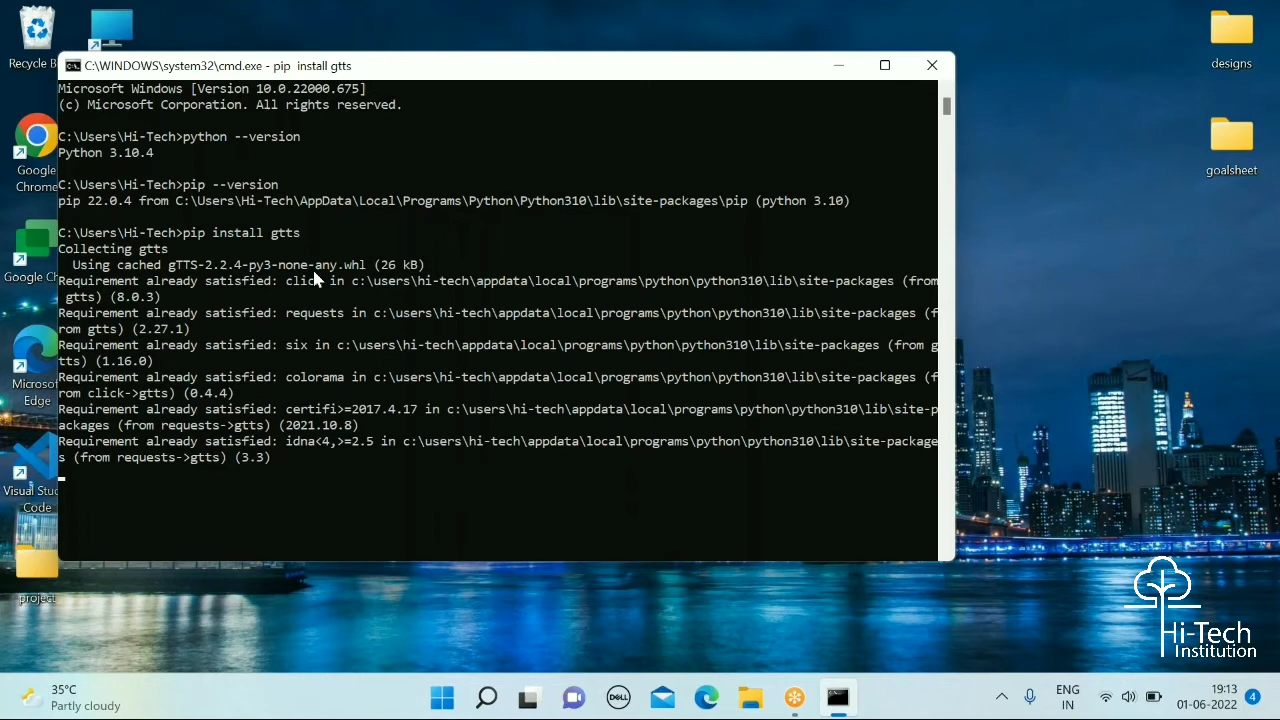 Recycle B
designs
C:\WINDOWS\system32\cmd.exe - pip  install gtts
Microsoft Windows [Version 10.0.22000.675]
(c) Microsoft Corporation. All rights reserved.
C:\Users\Hi-Tech>python --version
Python 3.10.4
C:\Users\Hi-Tech>pip --version
pip 22.0.4 from C:\Users\Hi-Tech\AppData\Local\Programs\Python\Python310\lib\site-packages\pip (python 3.10)
C:\Users\Hi-Tech>pip install gtts
Collecting gtts
Using cached gTTS-2.2.4-py3-none-any.whl (26 kB)
Requirement already satisfied: click in c:\users\hi-tech\appdata\local\programs\python\python310\lib\site-packages (from
gtts) (8.0.3)
Requirement already satisfied: requests in c:\users\hi-tech\appdata\local\programs\python\python310\lib\site-packages (f
rom gtts) (2.27.1)
Requirement already satisfied: six in c:\users\hi-tech\appdata\local\programs\python\python310\lib\site-packages (from g
tts) (1.16.0)
Requirement already satisfied: colorama in c:\users\hi-tech\appdata\local\programs\python\python310\lib\site-packages (f
rom click->gtts) (0.4.4)
Requirement already satisfied: certifi>=2017.4.17 in c:\users\hi-tech\appdata\local\programs\python\python310\lib\site-p
ackages (from requests->gtts) (2021.10.8)
Requirement already satisfied: idna<4,>=2.5 in c:\users\hi-tech\appdata\local\programs\python\python310\lib\site-package
s (from requests->gtts) (3.3)
Google
Chrome
Google Ch
Microso
Edge
Visual Stu
Code
project
goalsheet
Hi-Tech
Institution
35°C
Partly cloudy
DELL
ENG
IN
19:13
01-06-2022
4